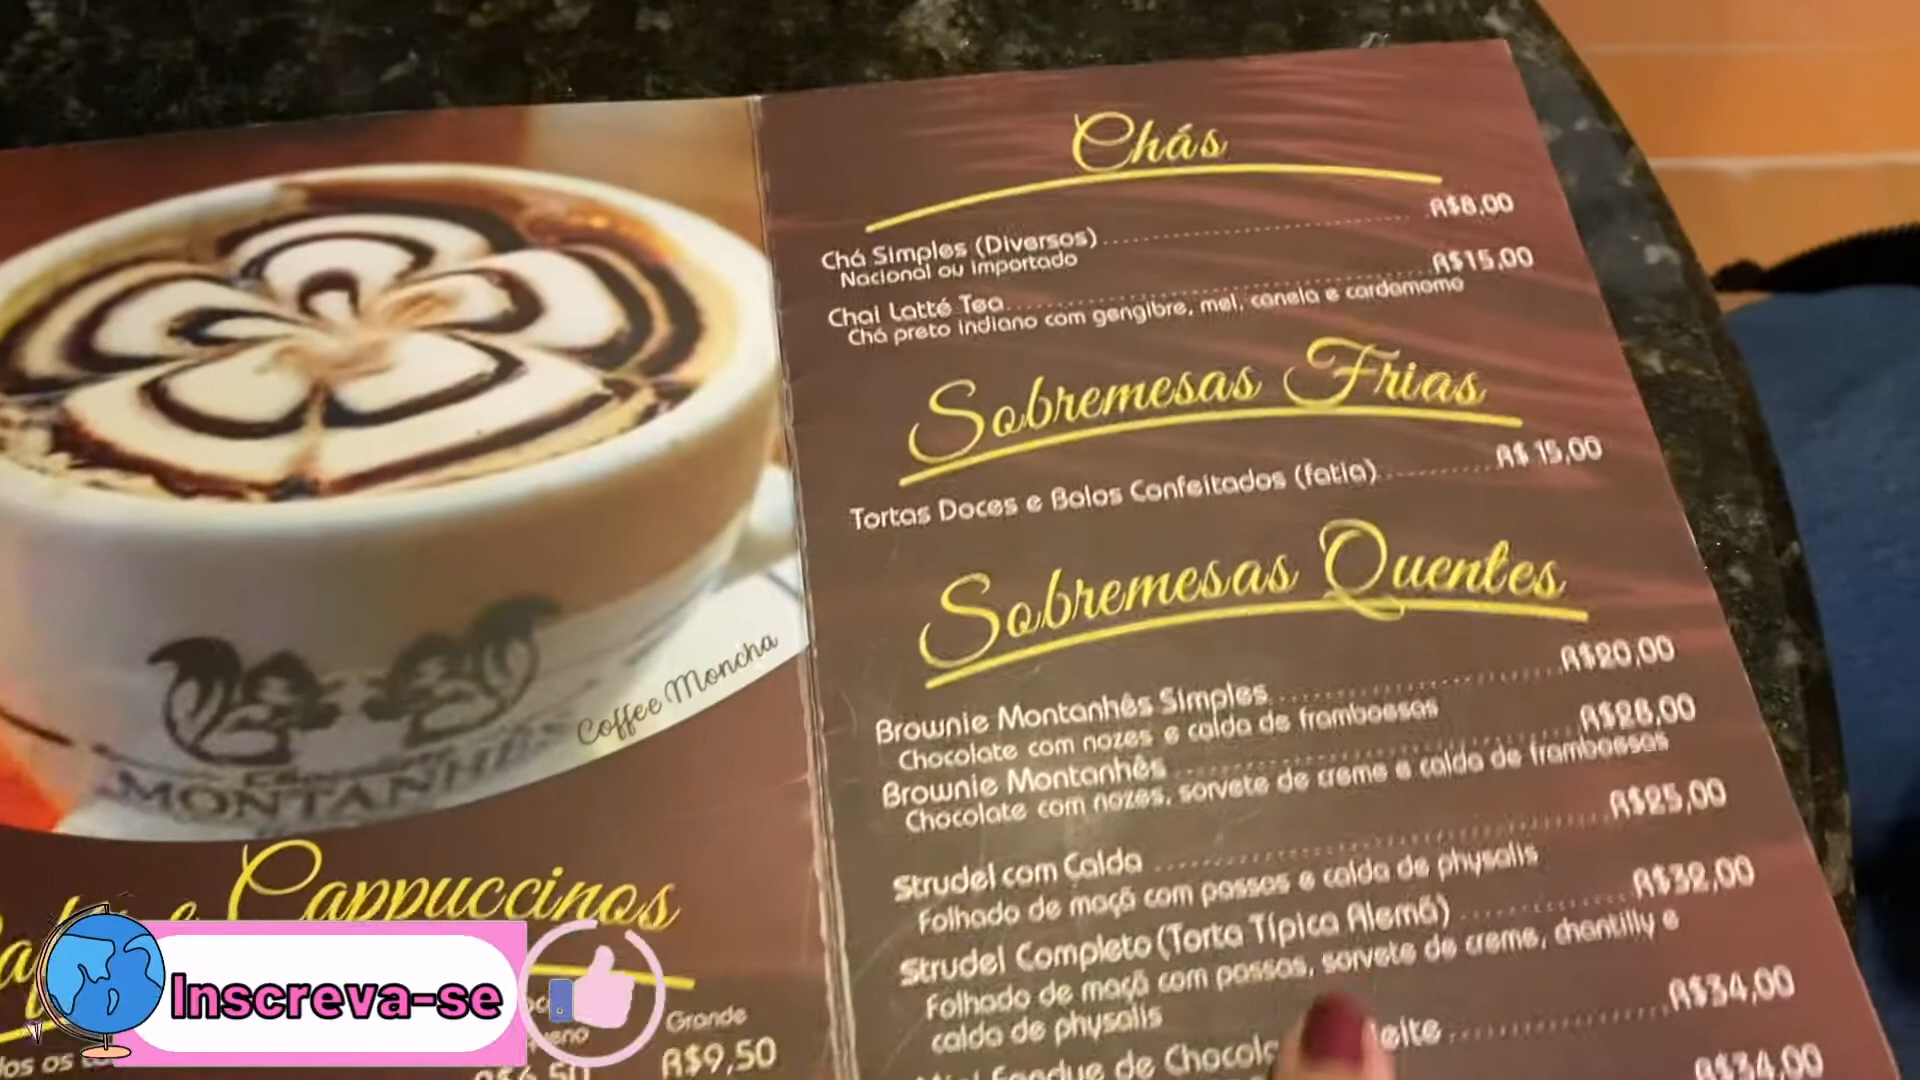 Coffee Moncha
MONTANHÊS
Cappuccinos
Grande
R$9,50
Inscreva-se
Chás
Chá Simples (Diversos) R$8,00
Nacional ou Importado
Chai Latté Tea R$15,00
Chá preto indiano com gengibre, mel, canela e cardamomo
Sobremesas Frias
Tortas Doces e Bolos Confeitados (fatia) R$ 15,00
Sobremesas Quentes
Brownie Montanhês Simples R$20,00
Chocolate com nozes e calda de framboesas
Brownie Montanhês
Chocolate com nozes, sorvete de creme e calda de framboesas
Strudel com Calda R$25,00
Folhado de maçã com passas e calda de physalis
Strudel Completo (Torta Típica Alemã) R$32,00
Folhado de maçã com passas, sorvete de creme, chantilly e
calda de physalis
Fondue de R$34,00
R$34,00